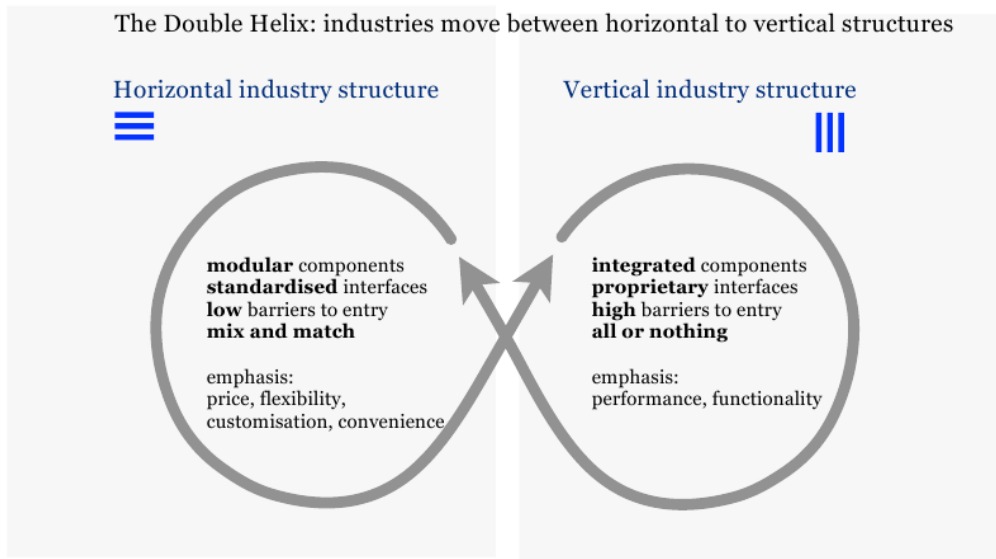 The Double Helix: industries move between horizontal to vertical structures
Horizontal industry structure
Vertical industry structure
modular components
standardised interfaces
low barriers to entry
mix and match
emphasis:
price, flexibility,
customisation, convenience
integrated components
proprietary interfaces
high barriers to entry
all or nothing
emphasis:
performance, functionality